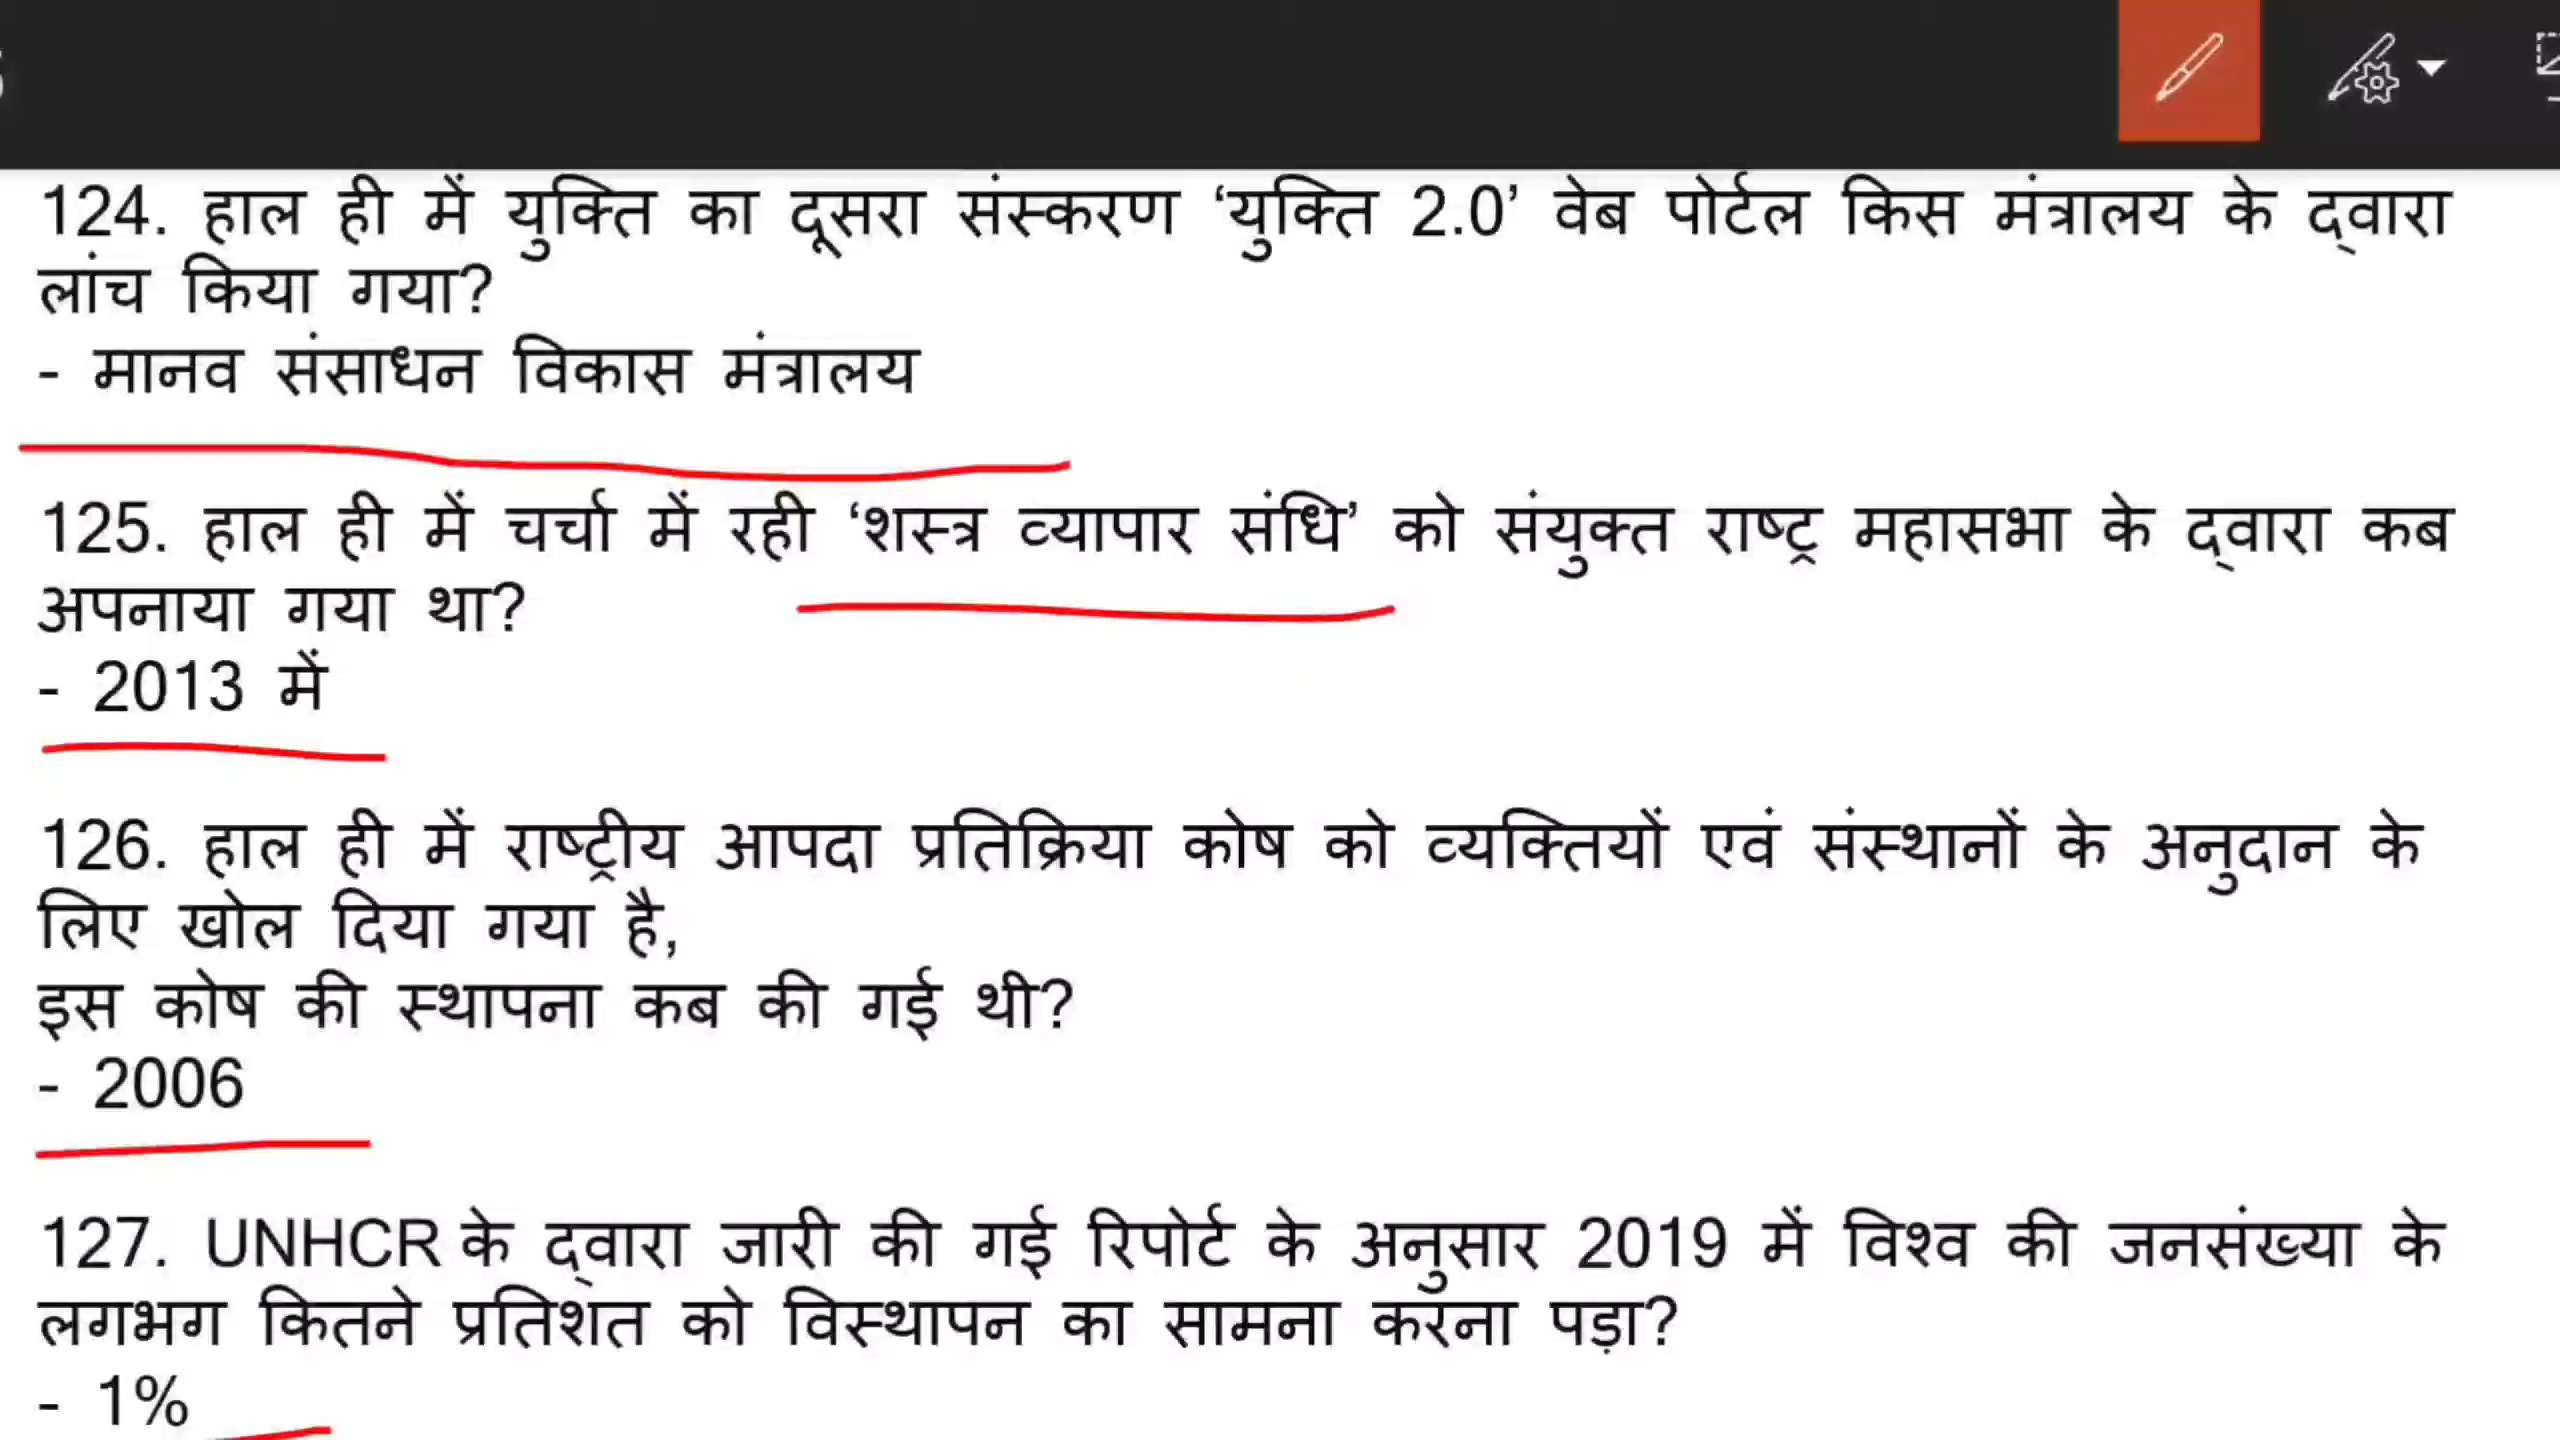 124. हाल ही में युक्ति का दूसरा संस्करण ‘युक्ति 2.0’ वेब पोर्टल किस मंत्रालय के द्वारा
लांच किया गया?
- मानव संसाधन विकास मंत्रालय
125. हाल ही में चर्चा में रही ‘शस्त्र व्यापार संधि’ को संयुक्त राष्ट्र महासभा के द्वारा कब
अपनाया गया था?
- 2013 में
126. हाल ही में राष्ट्रीय आपदा प्रतिक्रिया कोष को व्यक्तियों एवं संस्थानों के अनुदान के
लिए खोल दिया गया है,
इस कोष की स्थापना कब की गई थी?
- 2006
127. UNHCR के द्वारा जारी की गई रिपोर्ट के अनुसार 2019 में विश्व की जनसंख्या के
लगभग कितने प्रतिशत को विस्थापन का सामना करना पड़ा?
- 1%